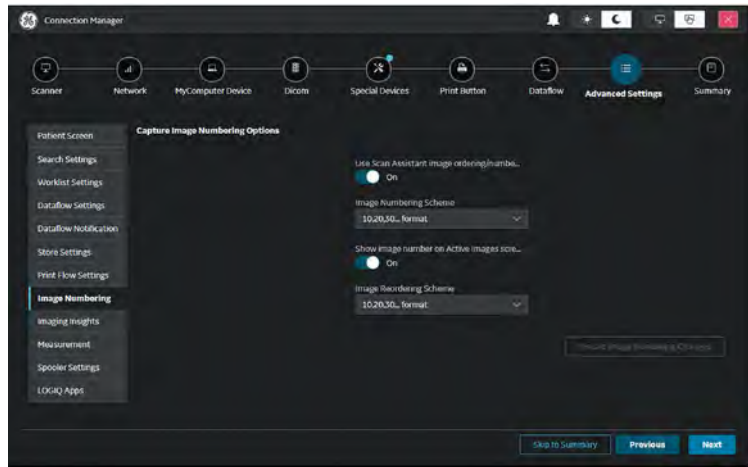 Connection Manager
Scanner
Network
MyComputer Device
Dicom
Special Devices
Print Button
Dataflow
Advanced Settings
Summary
Patient Screen
Search Settings
Worklist Settings
Dataflow Settings
Dataflow Notification
Store Settings
Print Flow Settings
Image Numbering
Imaging Insights
Measurement
Spooler Settings
LOGIQ Apps
Capture Image Numbering Options
Use Scan Assistant image ordering/numbe...
On
Image Numbering Scheme
10,20,30... format
Show image number on Active images scre...
On
Image Reordering Scheme
10,20,30... format
Image Numbering
Skip to Summary
Previous
Next